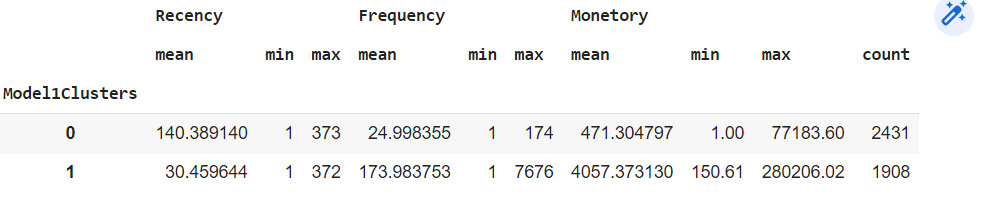 Recency Frequency Monetory
mean min max mean min max mean min max count
Model1Clusters
0 140.389140 1 373 24.998355 1 174 471.304797 1.00 77183.60 2431
1 30.459644 1 372 173.983753 1 7676 4057.373130 150.61 280206.02 1908